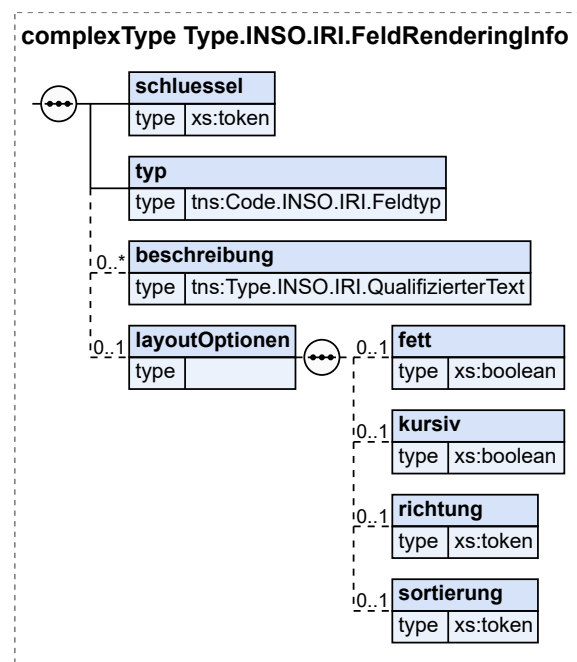 complexType Type.INSO.IRI.FeldRenderingInfo
schluessel
type xs:token
typ
type tns:Code.INSO.IRI.Feldtyp
0..* beschreibung
type tns:Type.INSO.IRI.QualifizierterText
0..1 layoutOptionen
type
0..1 fett
type xs:boolean
0..1 kursiv
type xs:boolean
0..1 richtung
type xs:token
0..1 sortierung
type xs:token